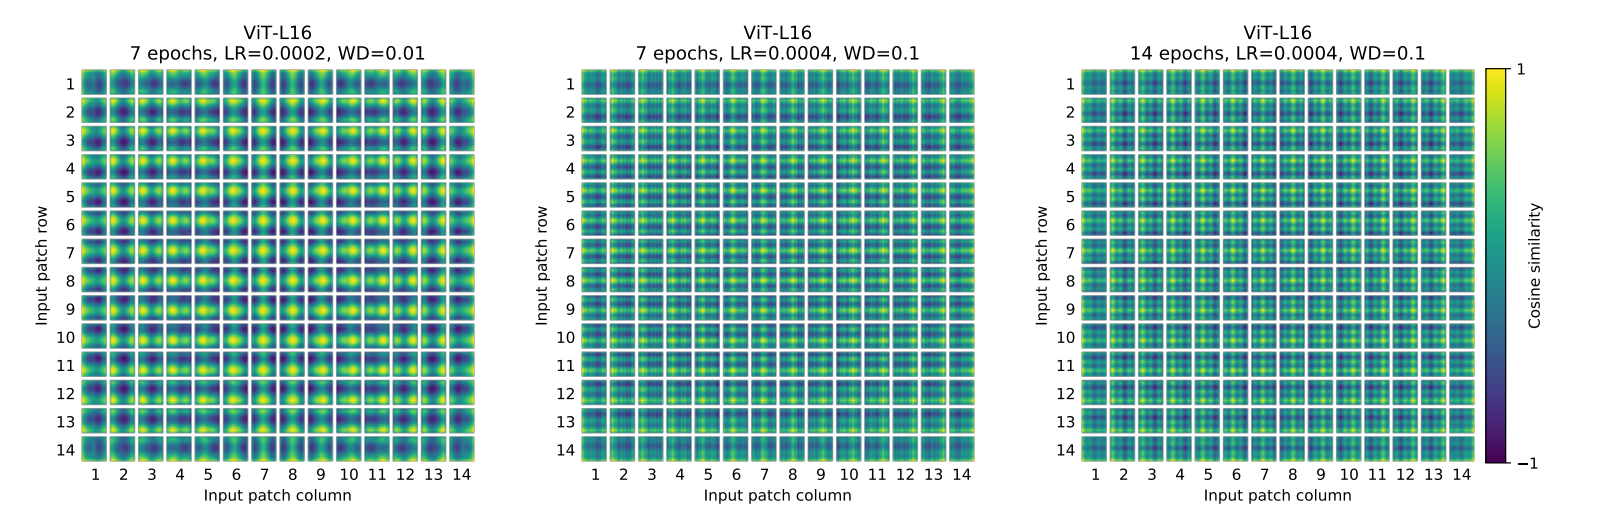 ViT-L16
7 epochs, LR=0.0002, WD=0.01
1
2
3
4
5
6
7
8
9
10
11
12
13
14
Input patch row
1 2 3 4 5 6 7 8 9 10 11 12 13 14
Input patch column
ViT-L16
7 epochs, LR=0.0004, WD=0.1
1
2
3
4
5
6
7
8
9
10
11
12
13
14
Input patch row
1 2 3 4 5 6 7 8 9 10 11 12 13 14
Input patch column
ViT-L16
14 epochs, LR=0.0004, WD=0.1
1
2
3
4
5
6
7
8
9
10
11
12
13
14
Input patch row
1 2 3 4 5 6 7 8 9 10 11 12 13 14
Input patch column
1
Cosine similarity
−1